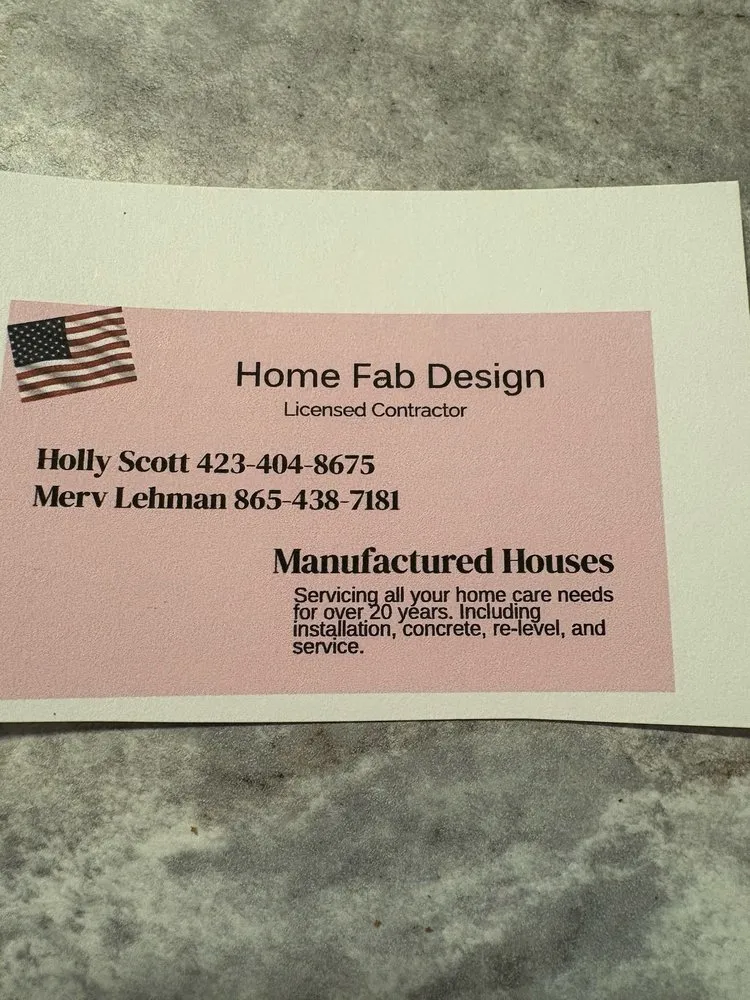 Home Fab Design
Licensed Contractor
Holly Scott 423-404-8675
Merv Lehman 865-438-7181
Manufactured Houses
Servicing all your home care needs
for over 20 years. Including
installation, concrete, re-level, and
service.